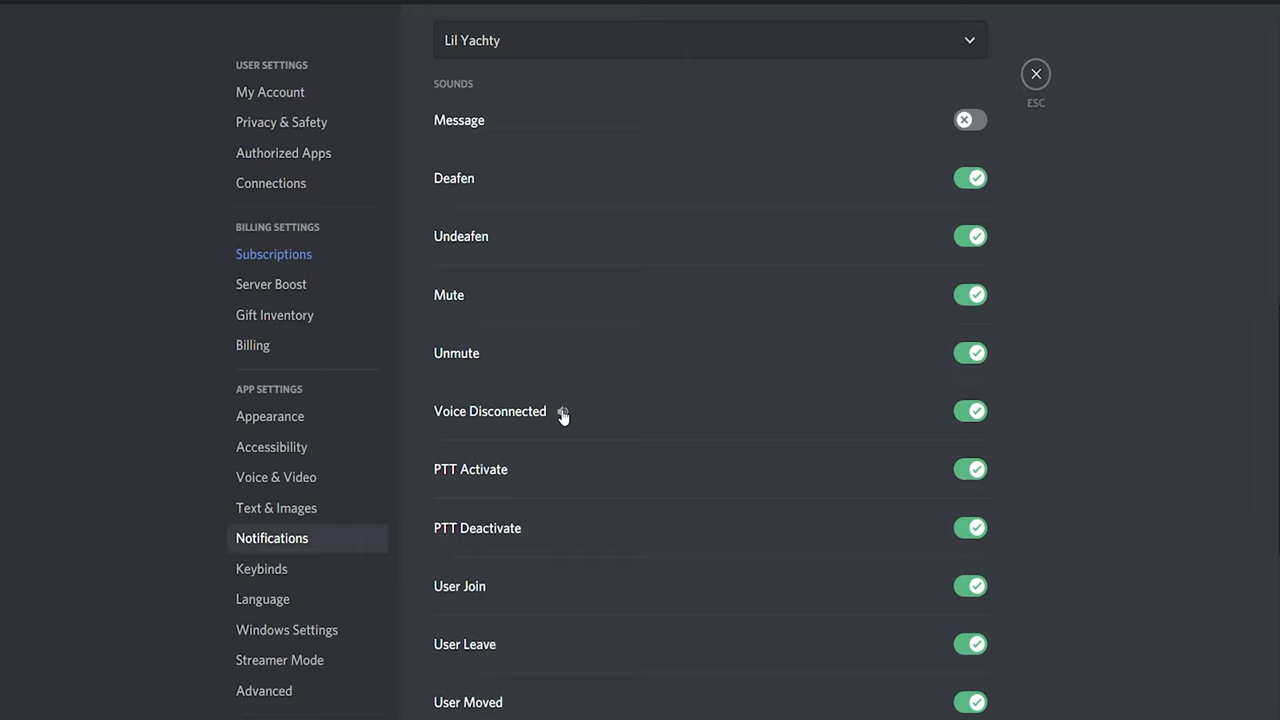 USER SETTINGS
My Account
Privacy & Safety
Authorized Apps
Connections
BILLING SETTINGS
Subscriptions
Server Boost
Gift Inventory
Billing
APP SETTINGS
Appearance
Accessibility
Voice & Video
Text & Images
Notifications
Keybinds
Language
Windows Settings
Streamer Mode
Advanced
Lil Yachty
SOUNDS
Message
Deafen
Undeafen
Mute
Unmute
Voice Disconnected
PTT Activate
PTT Deactivate
User Join
User Leave
User Moved
ESC